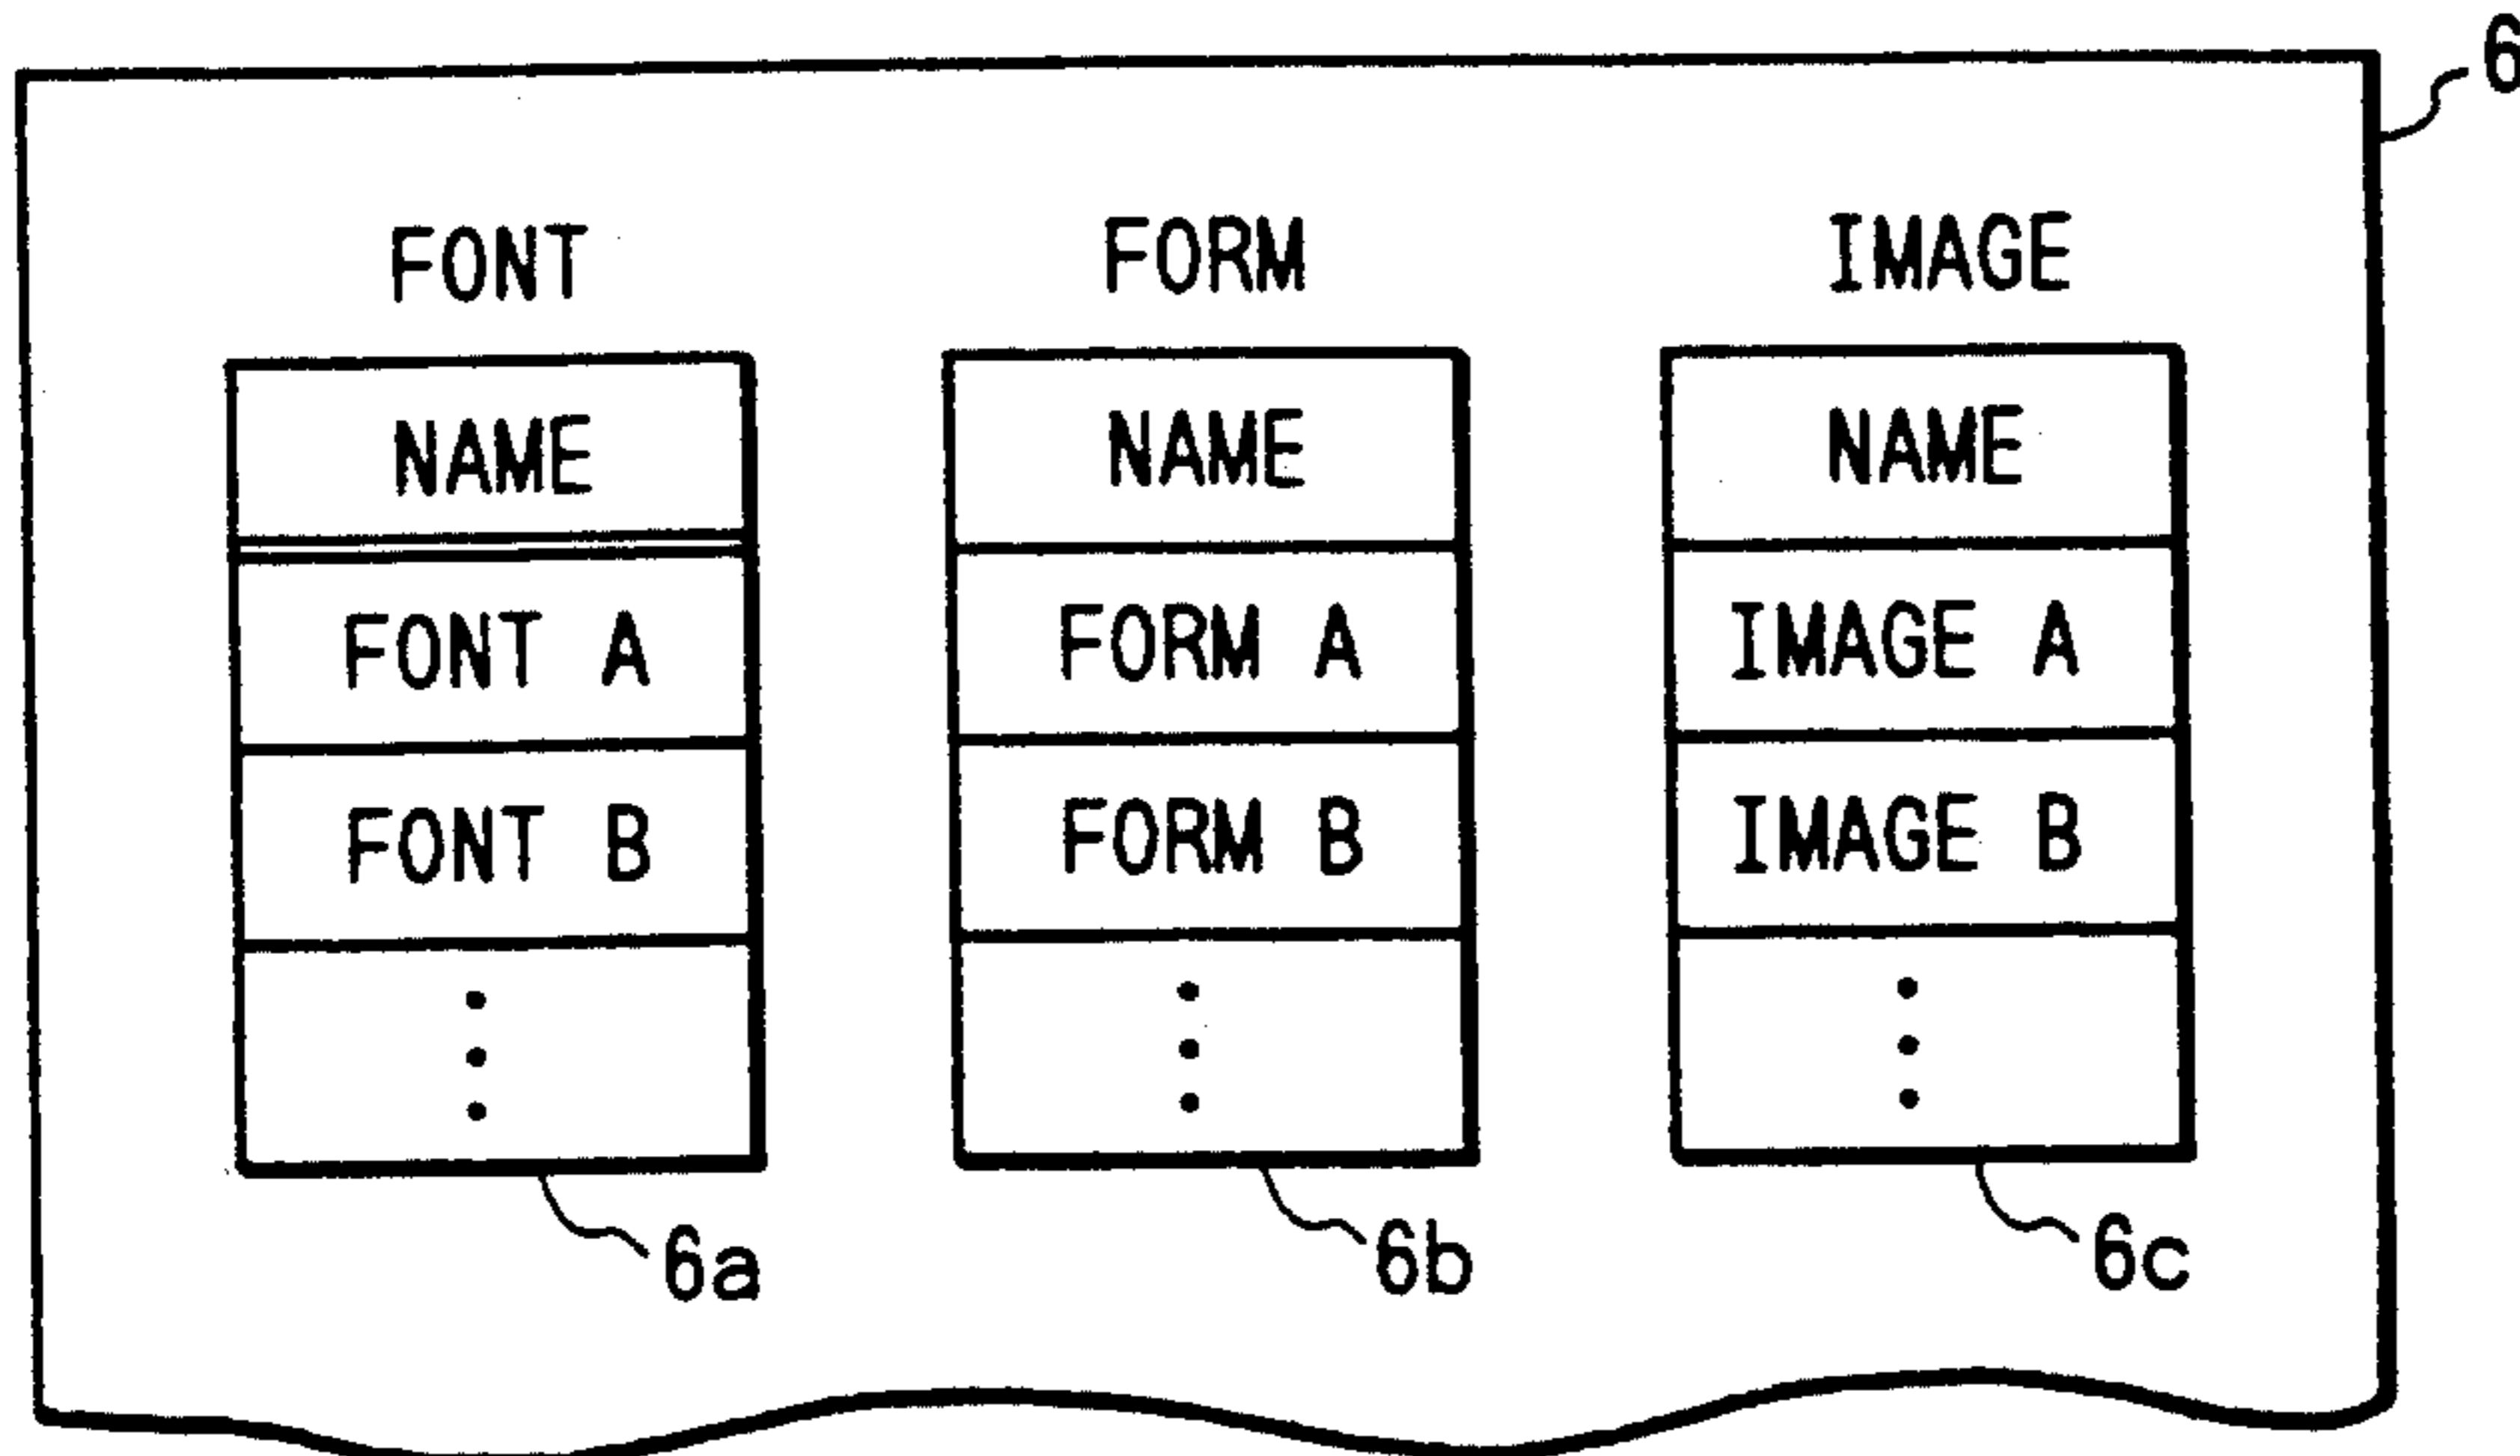 6
FONT FORM IMAGE
NAME NAME NAME
FONT A FORM A IMAGE A
FONT B FORM B IMAGE B
6a 6b 6c